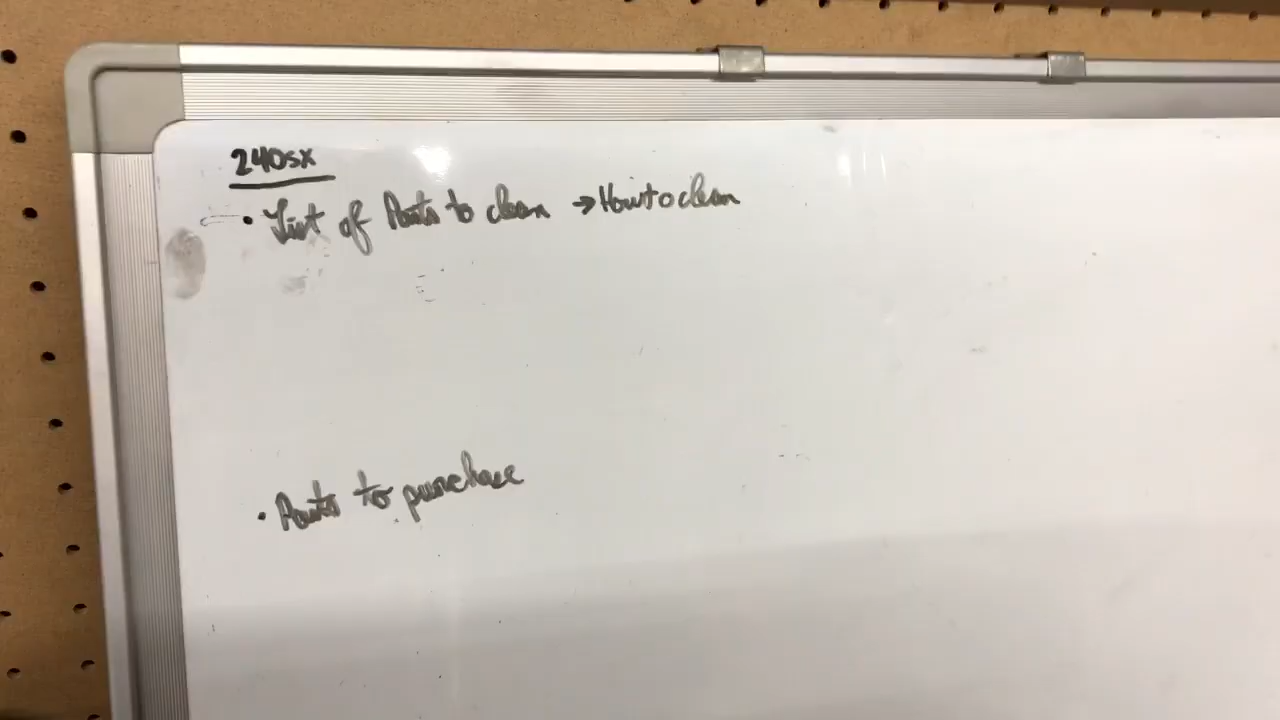 240SX
• List of Parts to clean → How to clean
• Parts to purchase